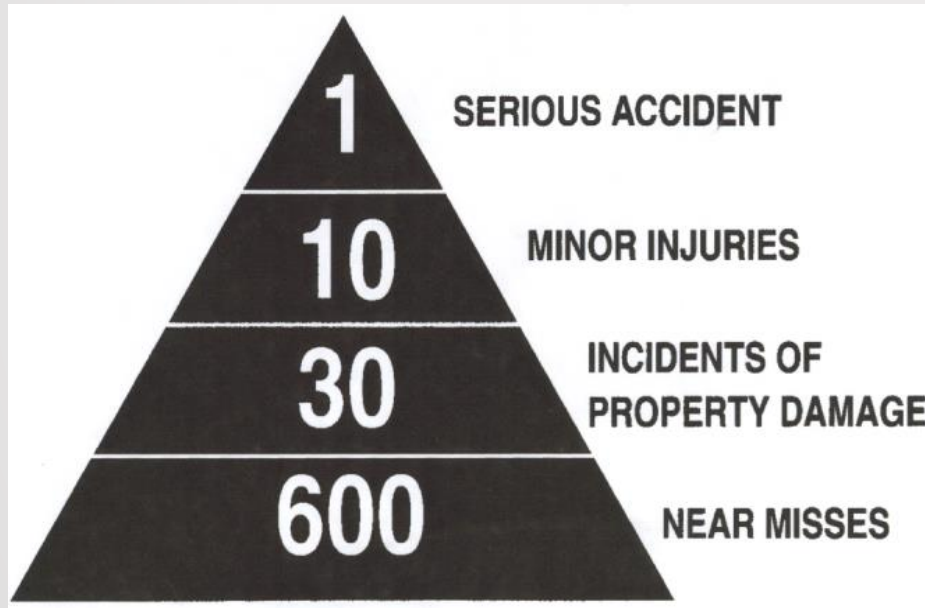 1
SERIOUS ACCIDENT
10
MINOR INJURIES
30
INCIDENTS OF
PROPERTY DAMAGE
600
NEAR MISSES